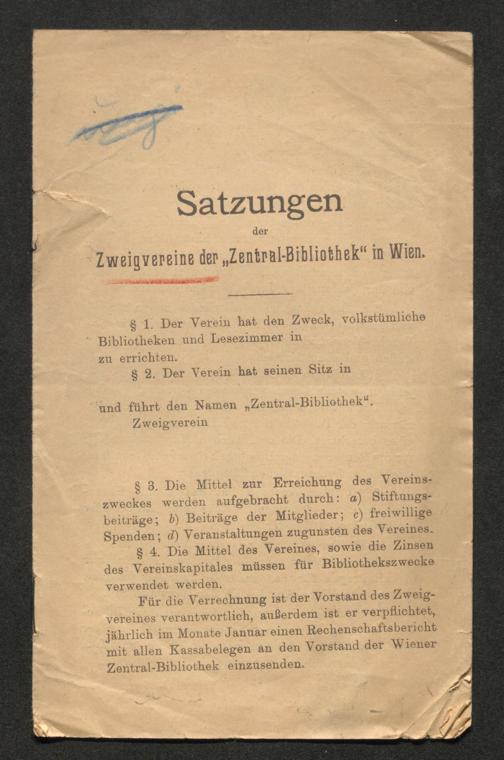 Satzungen
der
Zweigvereine der „Zentral-Bibliothek“ in Wien.
§ 1. Der Verein hat den Zweck, volkstümliche
Bibliotheken und Lesezimmer in
zu errichten.
§ 2. Der Verein hat seinen Sitz in
und führt den Namen „Zentral-Bibliothek“.
Zweigverein
§ 3. Die Mittel zur Erreichung des Vereins-
zweckes werden aufgebracht durch: a) Stiftungs-
beiträge; b) Beiträge der Mitglieder; c) freiwillige
Spenden; d) Veranstaltungen zugunsten des Vereines.
§ 4. Die Mittel des Vereines, sowie die Zinsen
des Vereinskapitales müssen für Bibliothekszwecke
verwendet werden.
Für die Verrechnung ist der Vorstand des Zweig-
vereines verantwortlich, außerdem ist er verpflichtet,
jährlich im Monate Januar einen Rechenschaftsbericht
mit allen Kassabelegen an den Vorstand der Wiener
Zentral-Bibliothek einzusenden.